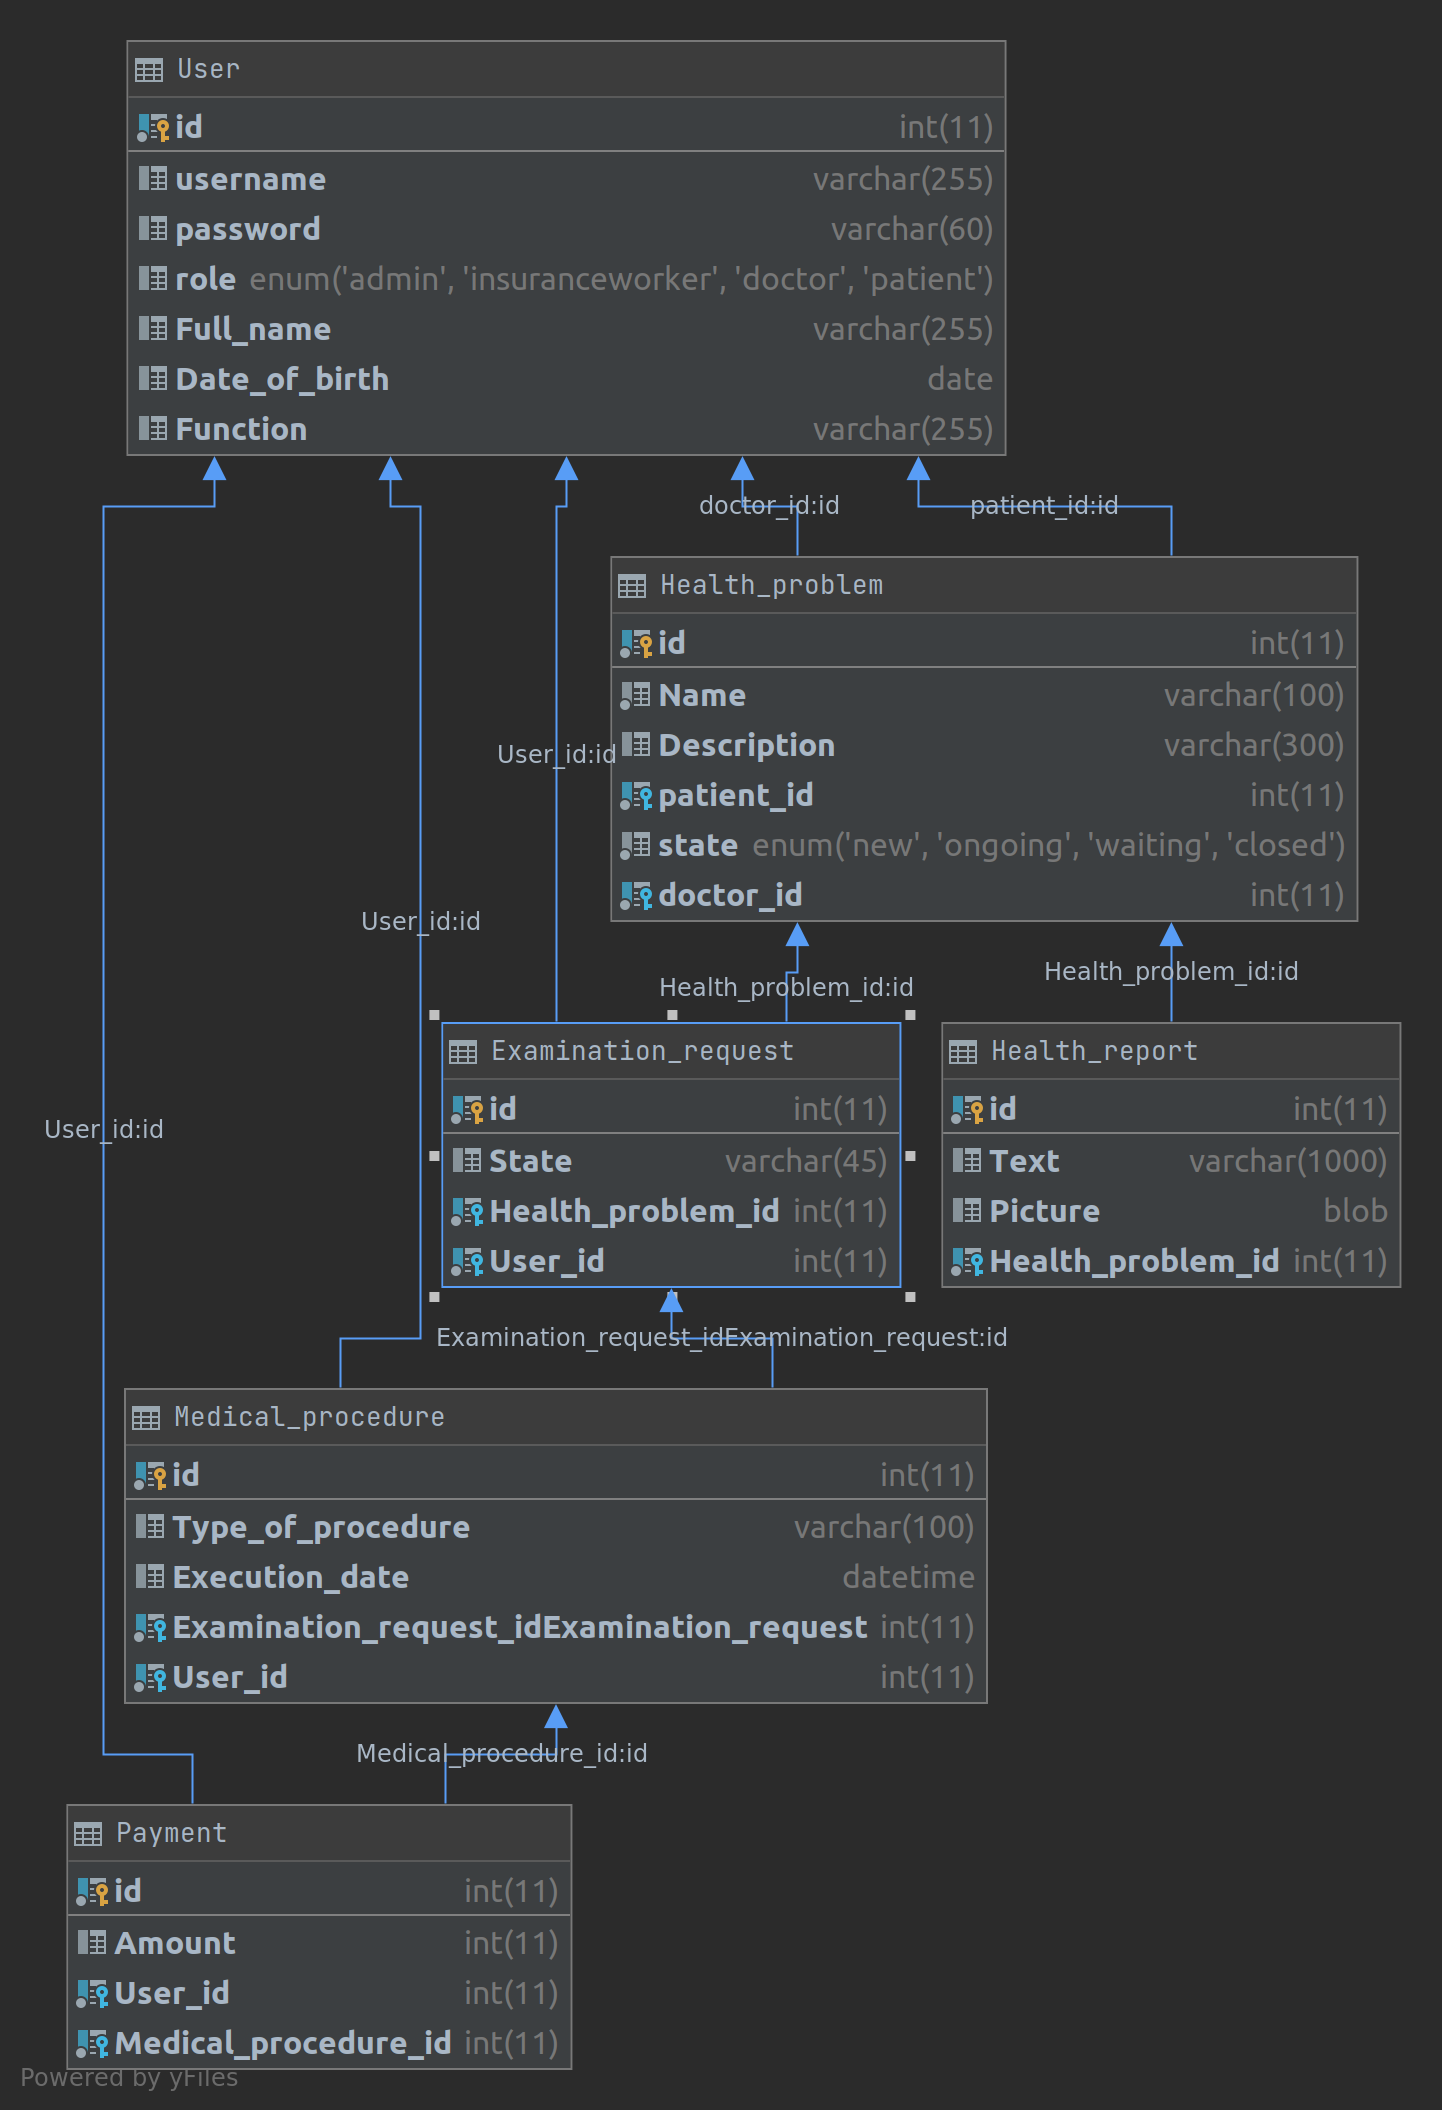 User
id int(11)
username varchar(255)
password varchar(60)
role enum('admin', 'insuranceworker', 'doctor', 'patient')
Full_name varchar(255)
Date_of_birth date
Function varchar(255)
doctor_id:id
patient_id:id
Health_problem
id int(11)
Name varchar(100)
Description varchar(300)
patient_id int(11)
state enum('new', 'ongoing', 'waiting', 'closed')
doctor_id int(11)
User_id:id
User_id:id
User_id:id
Health_problem_id:id
Health_problem_id:id
Examination_request
id int(11)
State varchar(45)
Health_problem_id int(11)
User_id int(11)
Health_report
id int(11)
Text varchar(1000)
Picture blob
Health_problem_id int(11)
Examination_request_idExamination_request:id
Medical_procedure
id int(11)
Type_of_procedure varchar(100)
Execution_date datetime
Examination_request_idExamination_request int(11)
User_id int(11)
Medical_procedure_id:id
Payment
id int(11)
Amount int(11)
User_id int(11)
Medical_procedure_id int(11)
Powered by yFiles